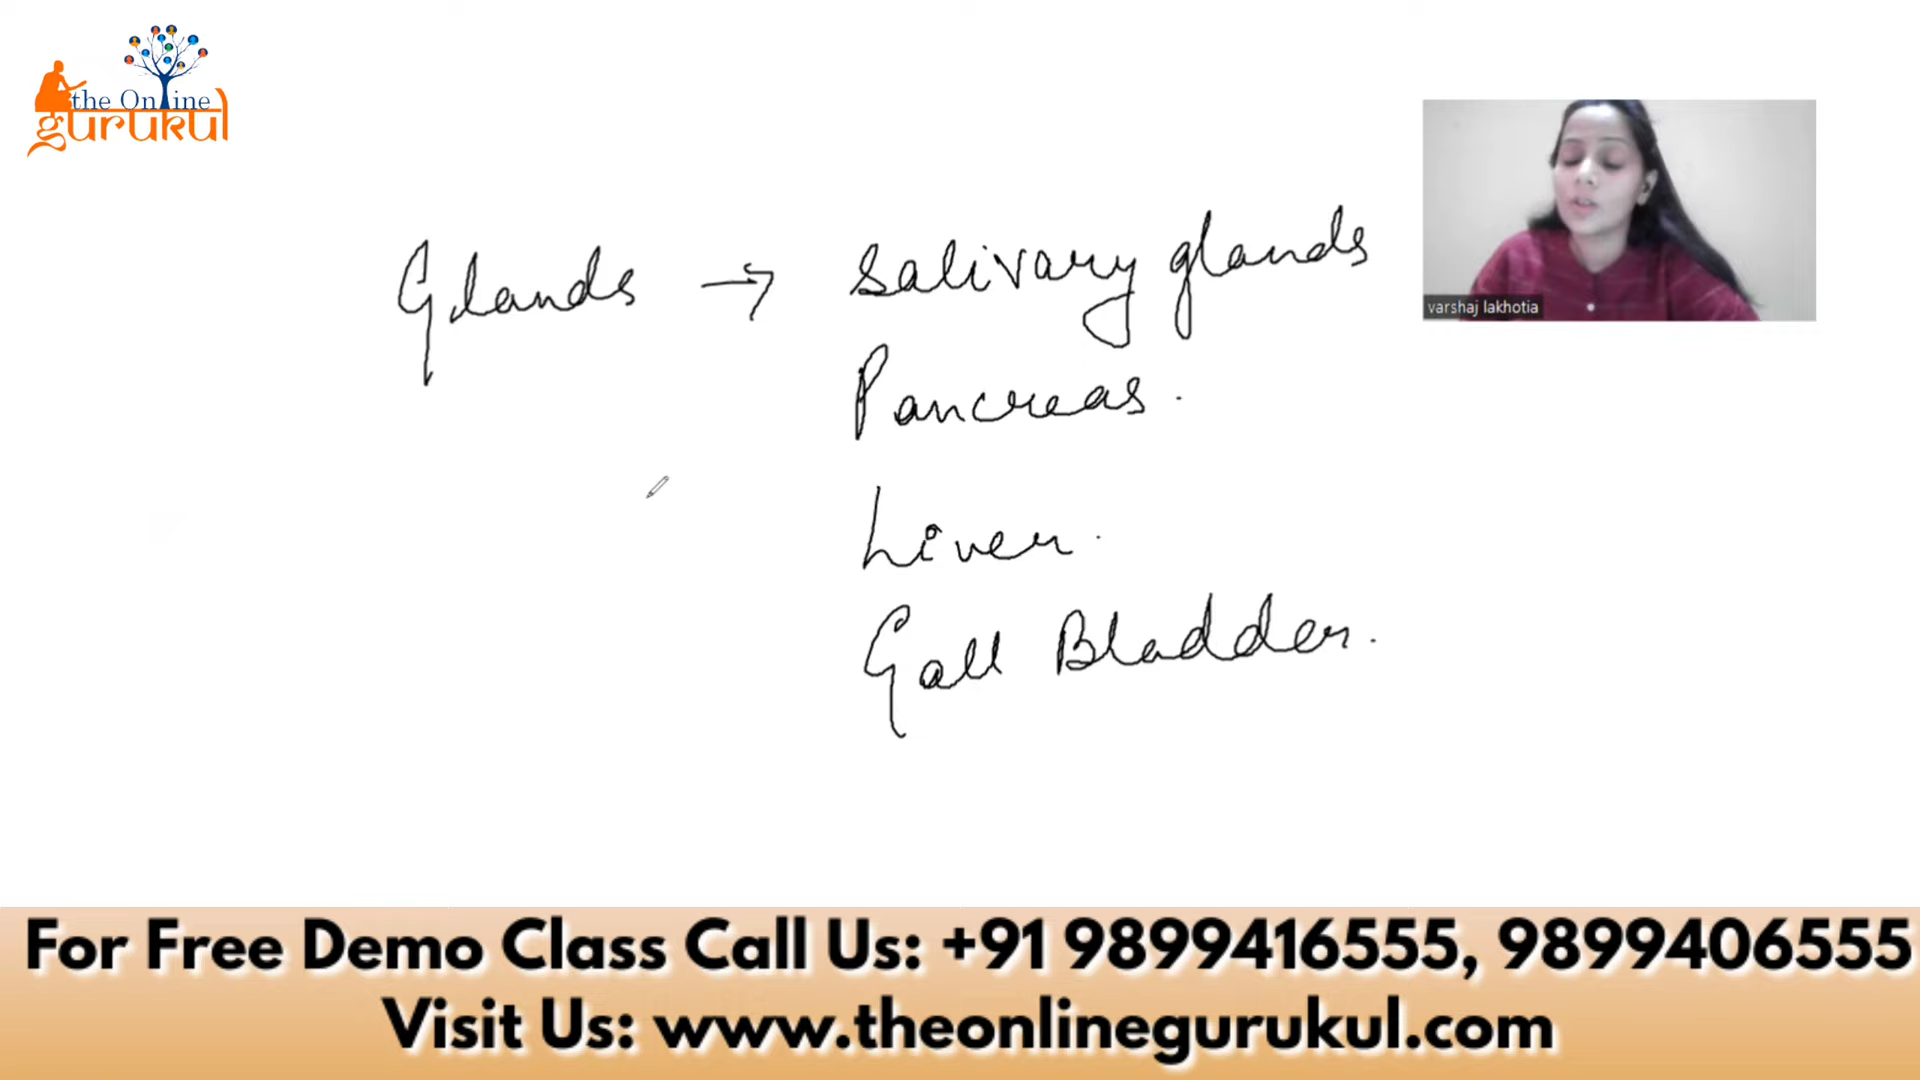 the Online
gurukul
Glands → Salivary glands
Pancreas.
Liver.
Gall Bladder.
varshaj lakhotia
For Free Demo Class Call Us: +91 9899416555, 9899406555
Visit Us: www.theonlinegurukul.com